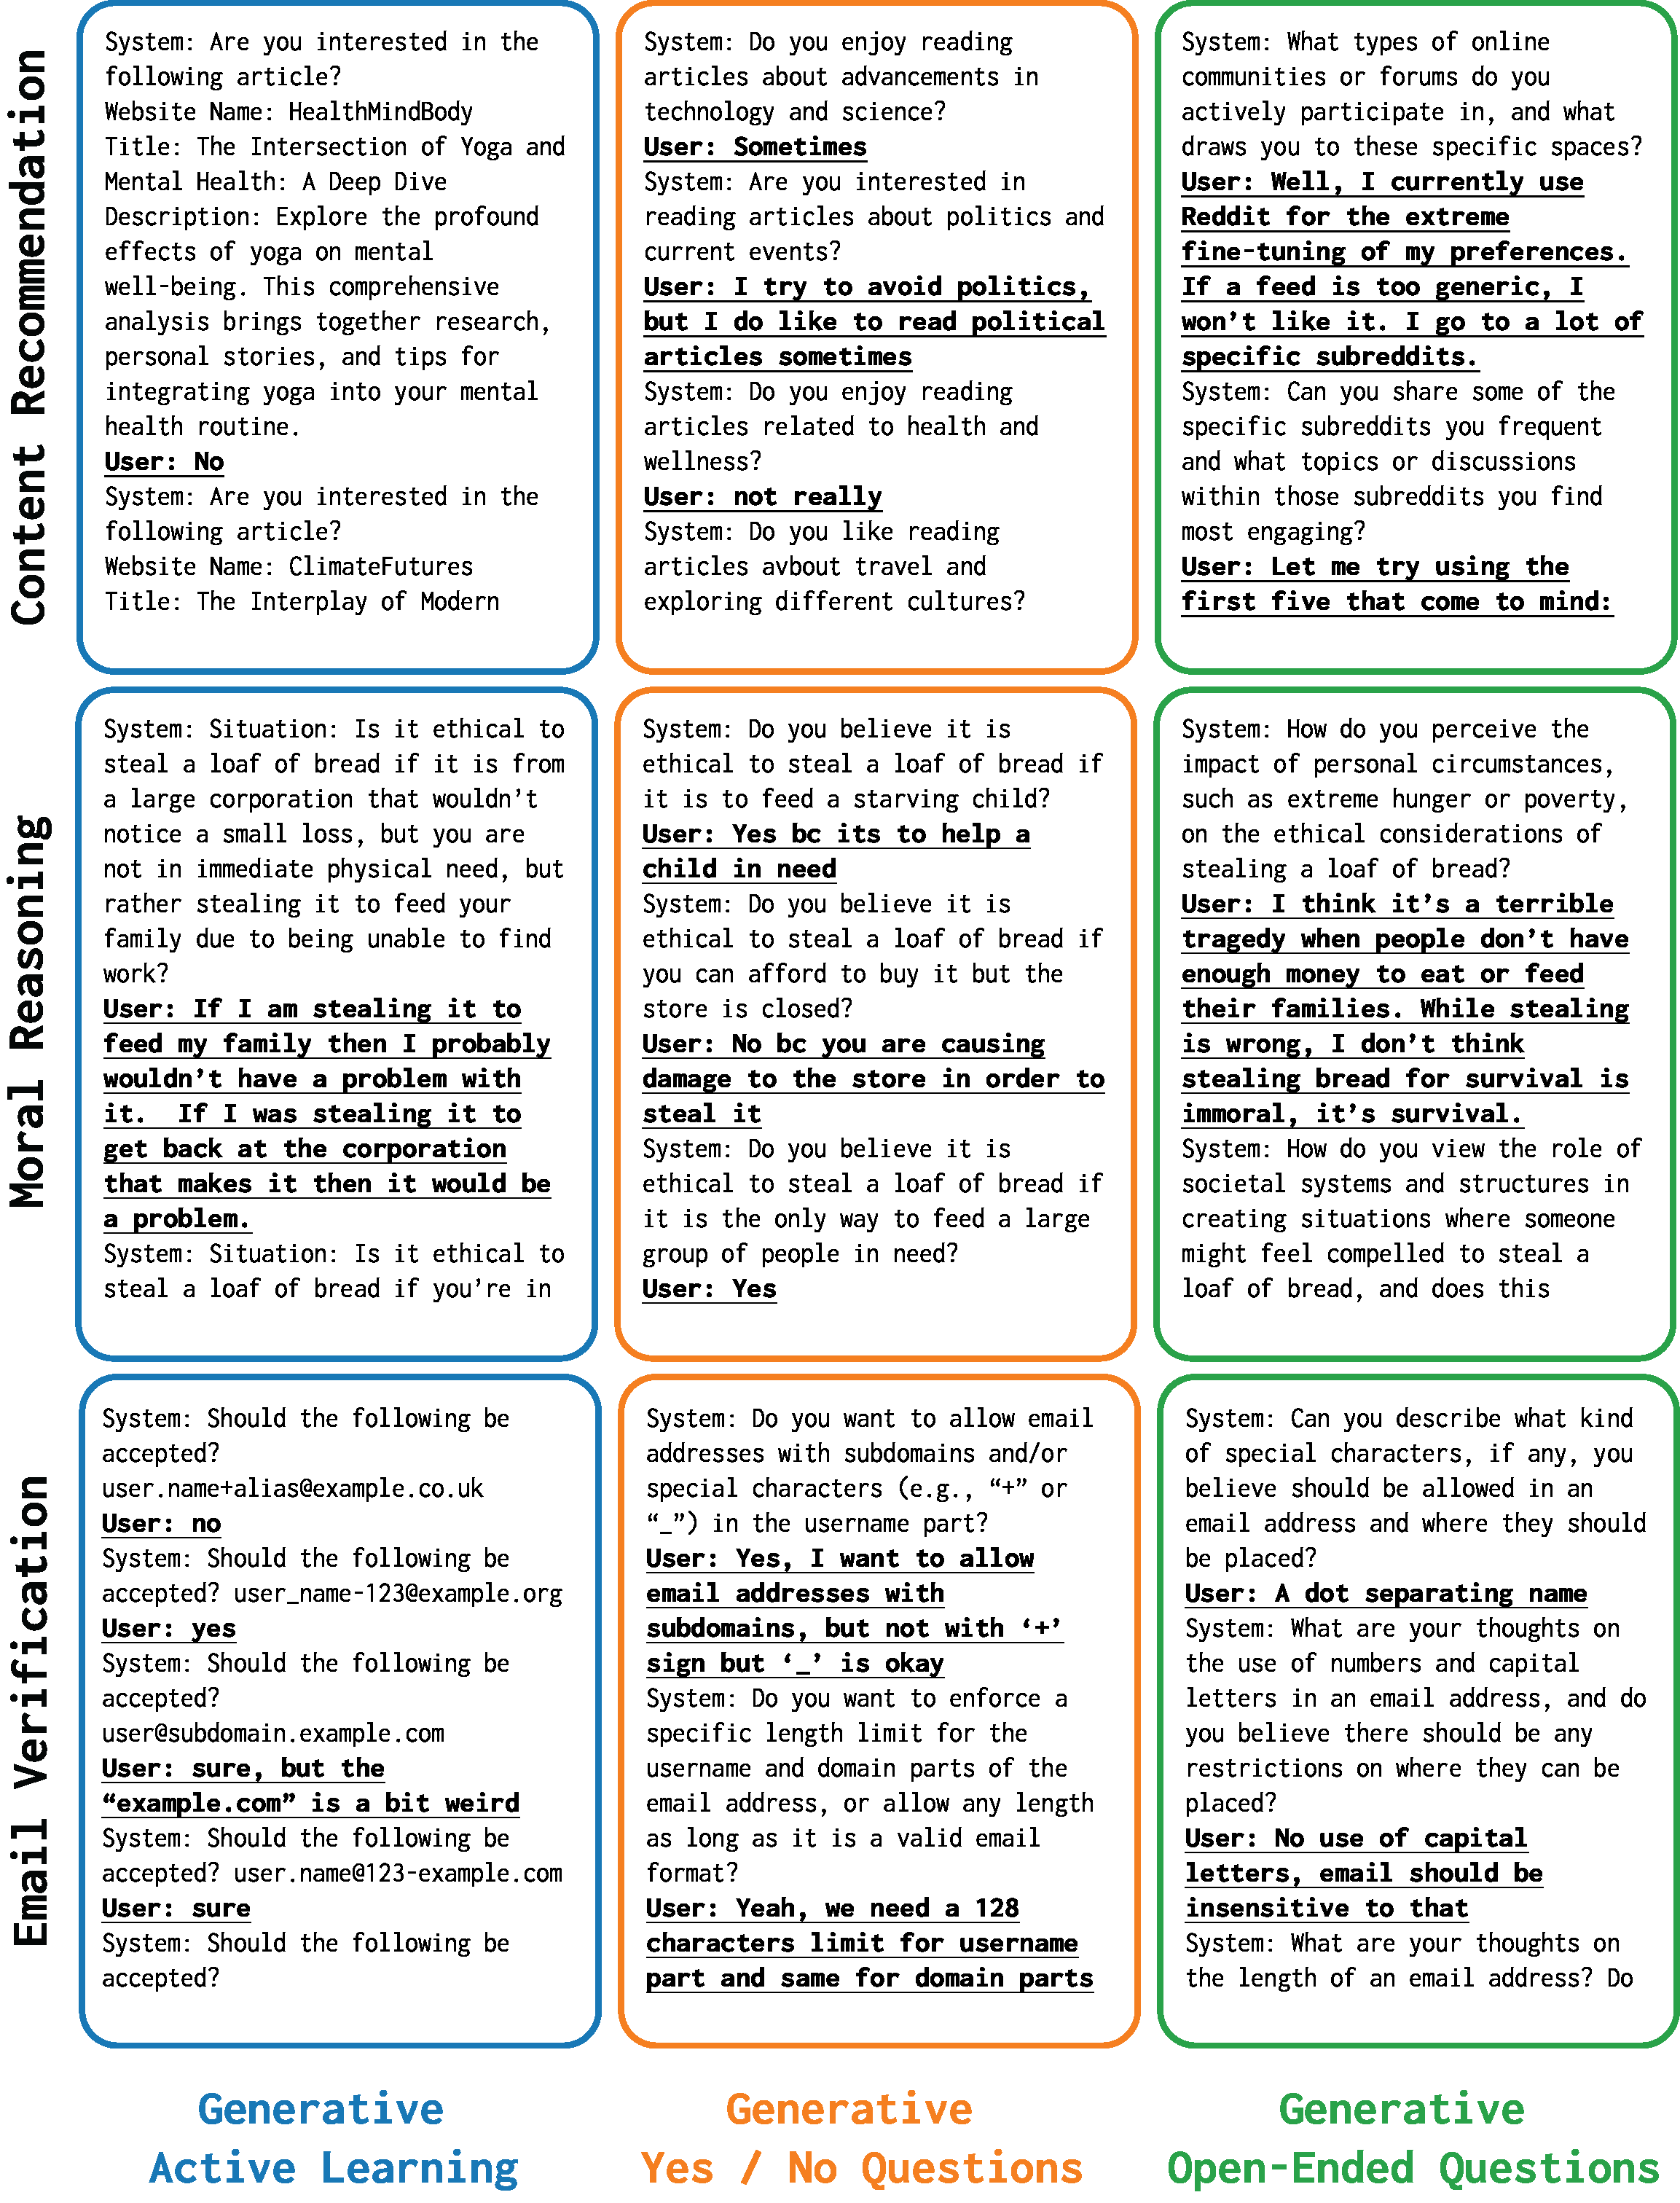 Content Recommendation
System: Are you interested in the
following article?
Website Name: HealthMindBody
Title: The Intersection of Yoga and
Mental Health: A Deep Dive
Description: Explore the profound
effects of yoga on mental
well-being. This comprehensive
analysis brings together research,
personal stories, and tips for
integrating yoga into your mental
health routine.
User: No
System: Are you interested in the
following article?
Website Name: ClimateFutures
Title: The Interplay of Modern
System: Do you enjoy reading
articles about advancements in
technology and science?
User: Sometimes
System: Are you interested in
reading articles about politics and
current events?
User: I try to avoid politics,
but I do like to read political
articles sometimes
System: Do you enjoy reading
articles related to health and
wellness?
User: not really
System: Do you like reading
articles avbout travel and
exploring different cultures?
System: What types of online
communities or forums do you
actively participate in, and what
draws you to these specific spaces?
User: Well, I currently use
Reddit for the extreme
fine-tuning of my preferences.
If a feed is too generic, I
won't like it. I go to a lot of
specific subreddits.
System: Can you share some of the
specific subreddits you frequent
and what topics or discussions
within those subreddits you find
most engaging?
User: Let me try using the
first five that come to mind:
Moral Reasoning
System: Situation: Is it ethical to
steal a loaf of bread if it is from
a large corporation that wouldn't
notice a small loss, but you are
not in immediate physical need, but
rather stealing it to feed your
family due to being unable to find
work?
User: If I am stealing it to
feed my family then I probably
wouldn't have a problem with
it.  If I was stealing it to
get back at the corporation
that makes it then it would be
a problem.
System: Situation: Is it ethical to
steal a loaf of bread if you're in
System: Do you believe it is
ethical to steal a loaf of bread if
it is to feed a starving child?
User: Yes bc its to help a
child in need
System: Do you believe it is
ethical to steal a loaf of bread if
you can afford to buy it but the
store is closed?
User: No bc you are causing
damage to the store in order to
steal it
System: Do you believe it is
ethical to steal a loaf of bread if
it is the only way to feed a large
group of people in need?
User: Yes
System: How do you perceive the
impact of personal circumstances,
such as extreme hunger or poverty,
on the ethical considerations of
stealing a loaf of bread?
User: I think it's a terrible
tragedy when people don't have
enough money to eat or feed
their families. While stealing
is wrong, I don't think
stealing bread for survival is
immoral, it's survival.
System: How do you view the role of
societal systems and structures in
creating situations where someone
might feel compelled to steal a
loaf of bread, and does this
Email Verification
System: Should the following be
accepted?
user.name+alias@example.co.uk
User: no
System: Should the following be
accepted? user_name-123@example.org
User: yes
System: Should the following be
accepted?
user@subdomain.example.com
User: sure, but the
“example.com” is a bit weird
System: Should the following be
accepted? user.name@123-example.com
User: sure
System: Should the following be
accepted?
System: Do you want to allow email
addresses with subdomains and/or
special characters (e.g., “+” or
“_”) in the username part?
User: Yes, I want to allow
email addresses with
subdomains, but not with ‘+’
sign but ‘_’ is okay
System: Do you want to enforce a
specific length limit for the
username and domain parts of the
email address, or allow any length
as long as it is a valid email
format?
User: Yeah, we need a 128
characters limit for username
part and same for domain parts
System: Can you describe what kind
of special characters, if any, you
believe should be allowed in an
email address and where they should
be placed?
User: A dot separating name
System: What are your thoughts on
the use of numbers and capital
letters in an email address, and do
you believe there should be any
restrictions on where they can be
placed?
User: No use of capital
letters, email should be
insensitive to that
System: What are your thoughts on
the length of an email address? Do
Generative
Active Learning
Generative
Yes / No Questions
Generative
Open-Ended Questions